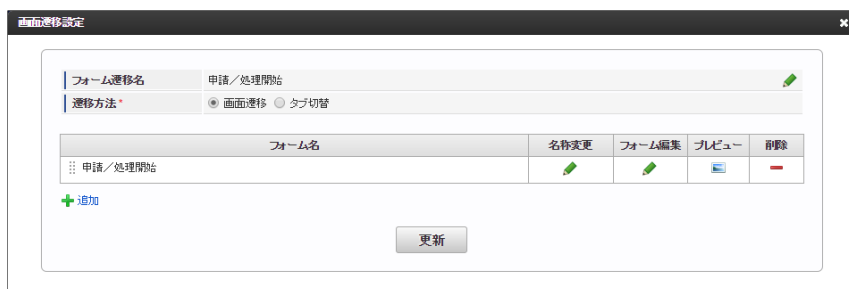 画面遷移設定
フォーム遷移名 申請／処理開始
遷移方法* 画面遷移 タブ切替
フォーム名 名称変更 フォーム編集 プレビュー 削除
申請／処理開始
追加
更新